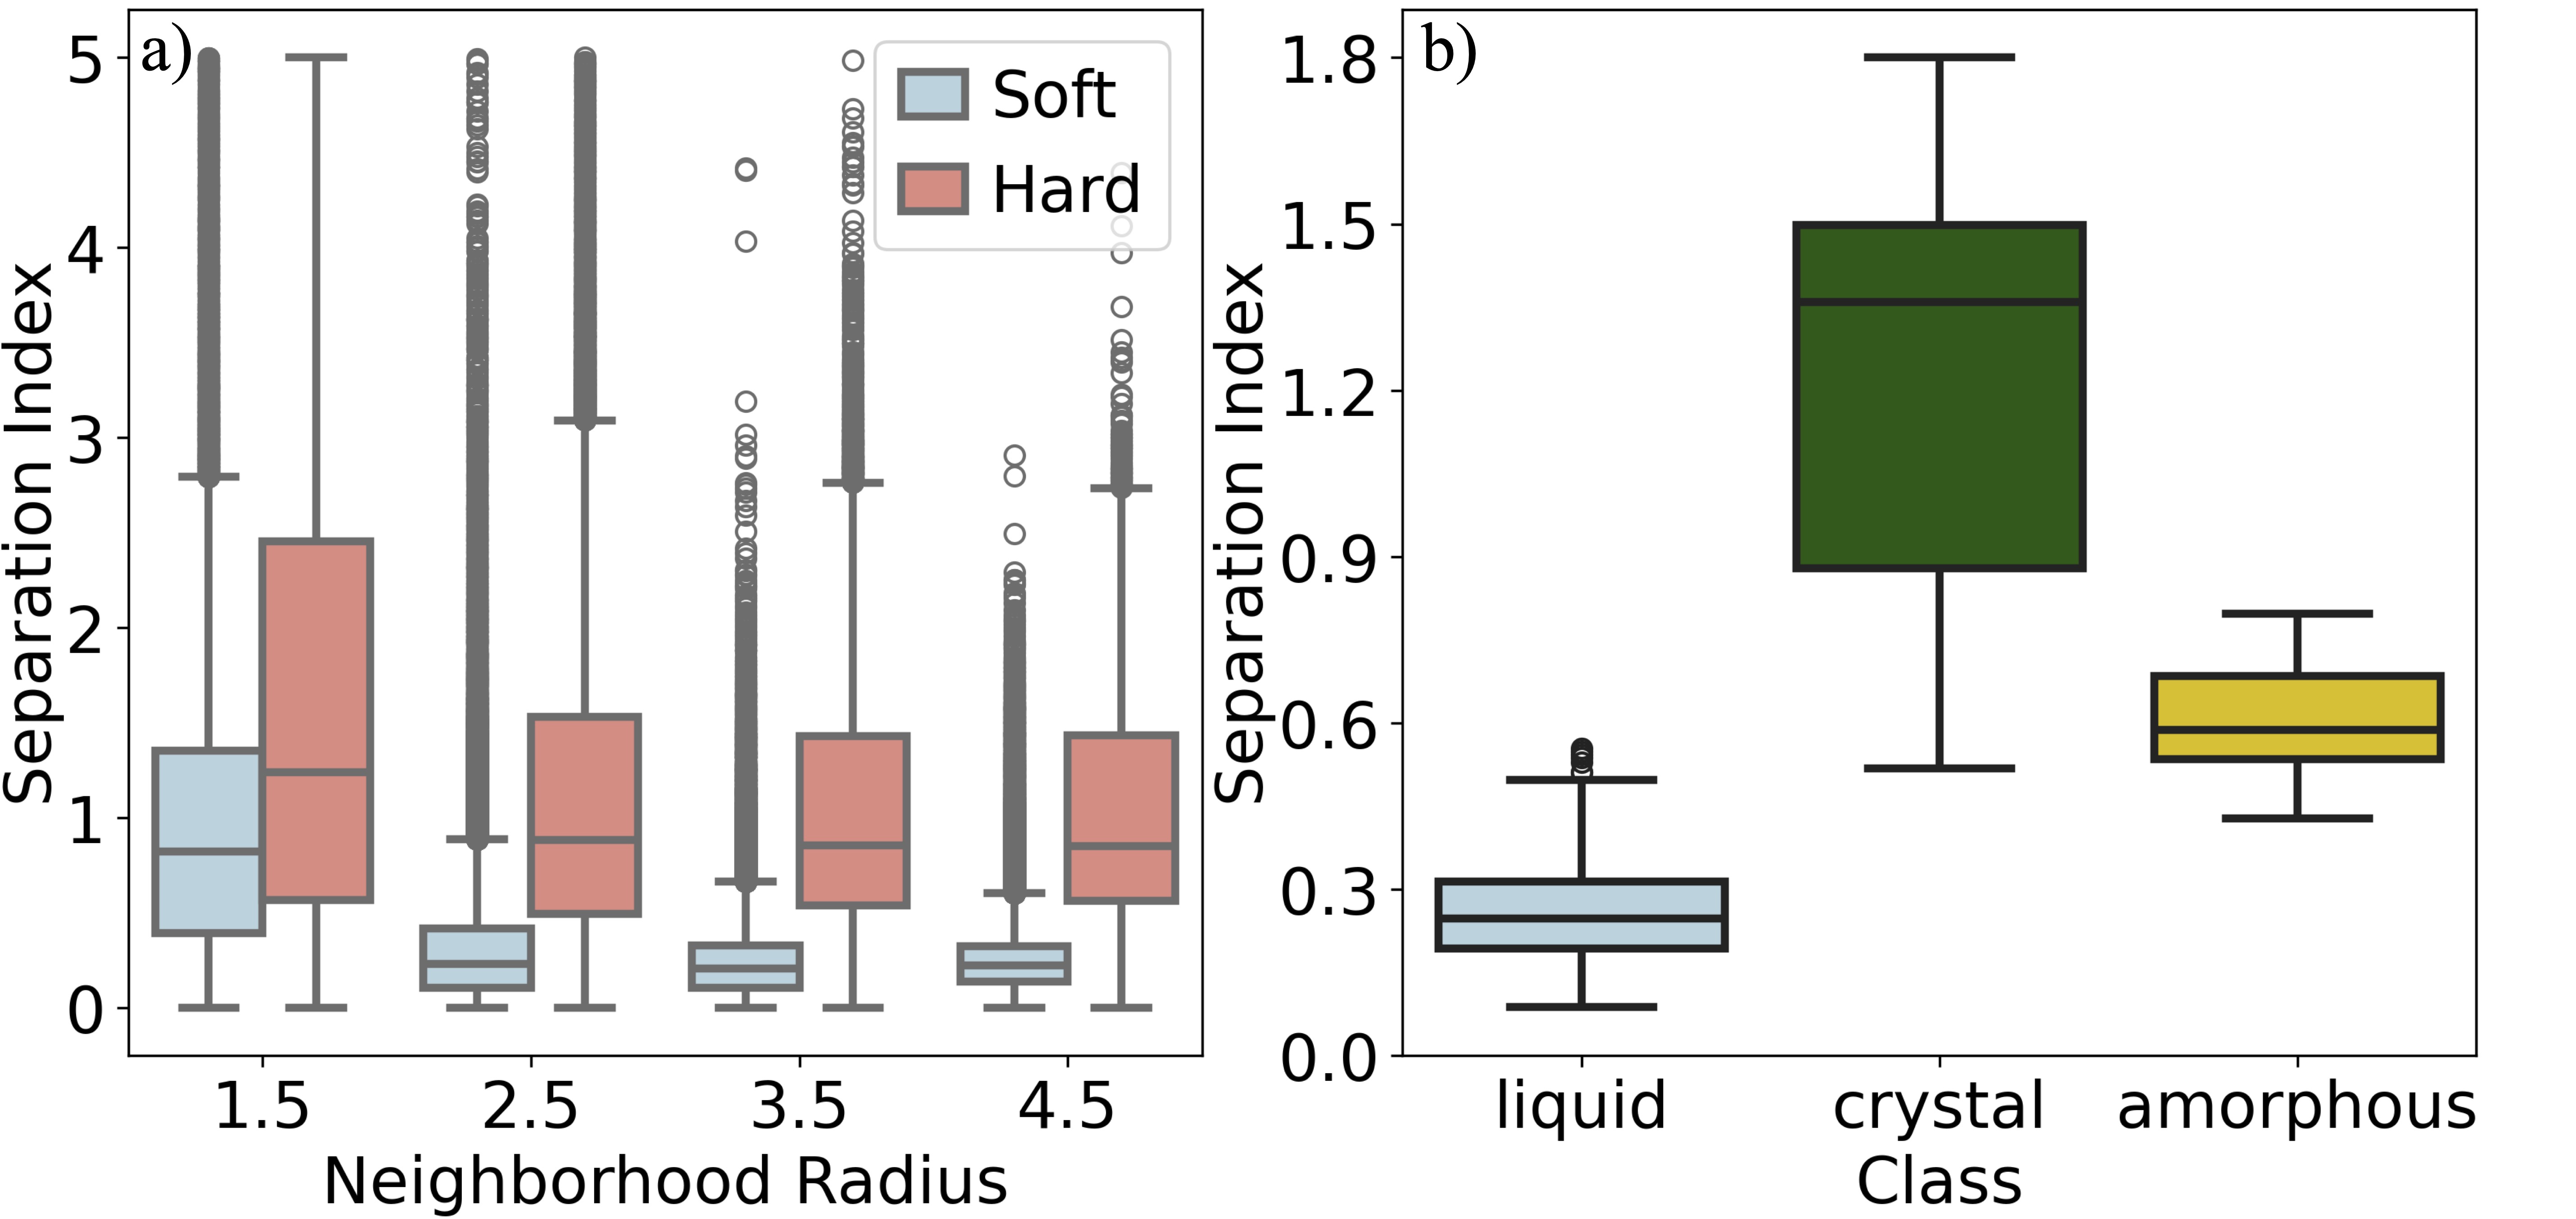 a)
5
4
3
2
1
0
Separation Index
Soft
Hard
1.5 2.5 3.5 4.5
Neighborhood Radius
b)
1.8
1.5
1.2
0.9
0.6
0.3
0.0
Separation Index
liquid crystal amorphous
Class